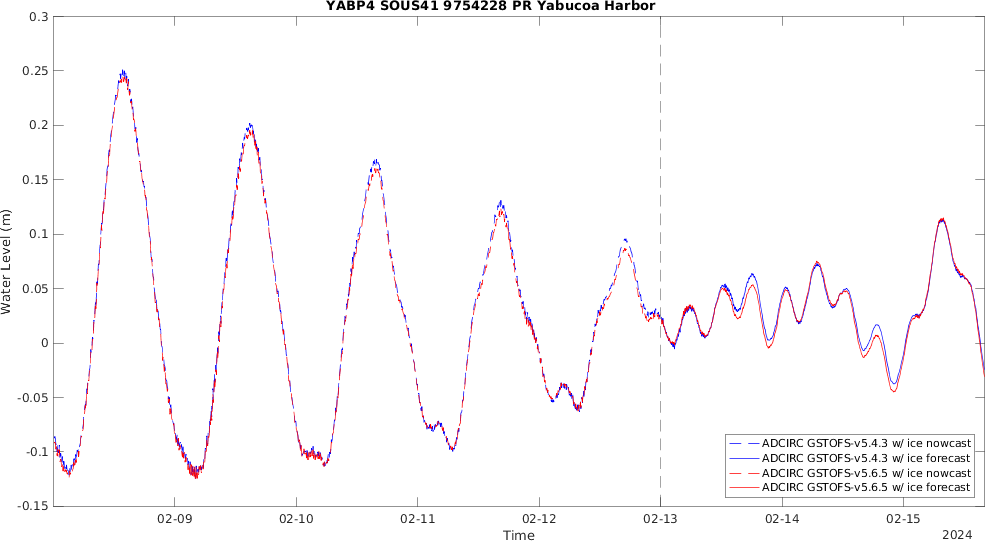 YABP4 SOUS41 9754228 PR Yabucoa Harbor
0.3
0.25
0.2
0.15
0.1
0.05
0
-0.05
-0.1
-0.15
Water Level (m)
02-09 02-10 02-11 02-12 02-13 02-14 02-15
Time
2024
ADCIRC GSTOFS-v5.4.3 w/ ice nowcast
ADCIRC GSTOFS-v5.4.3 w/ ice forecast
ADCIRC GSTOFS-v5.6.5 w/ ice nowcast
ADCIRC GSTOFS-v5.6.5 w/ ice forecast